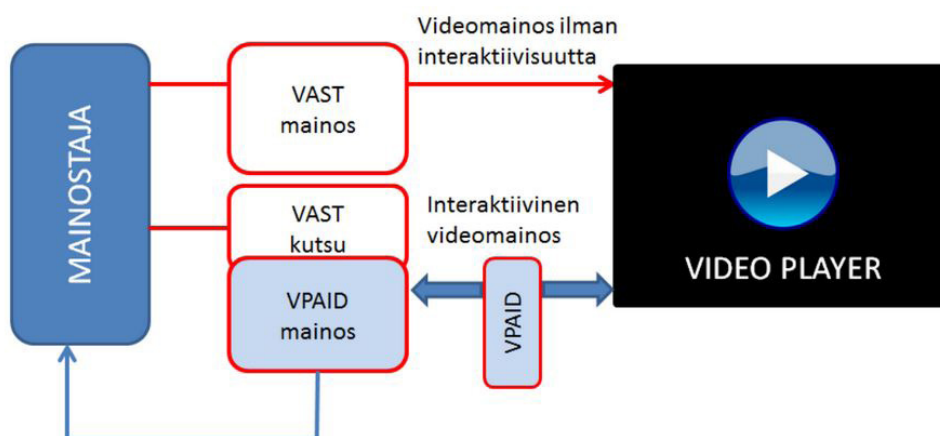 MAINOSTAJA
VAST
mainos
Videomainos ilman
interaktiivisuutta
VAST
kutsu
VPAID
mainos
Interaktiivinen
videomainos
VPAID
VIDEO PLAYER